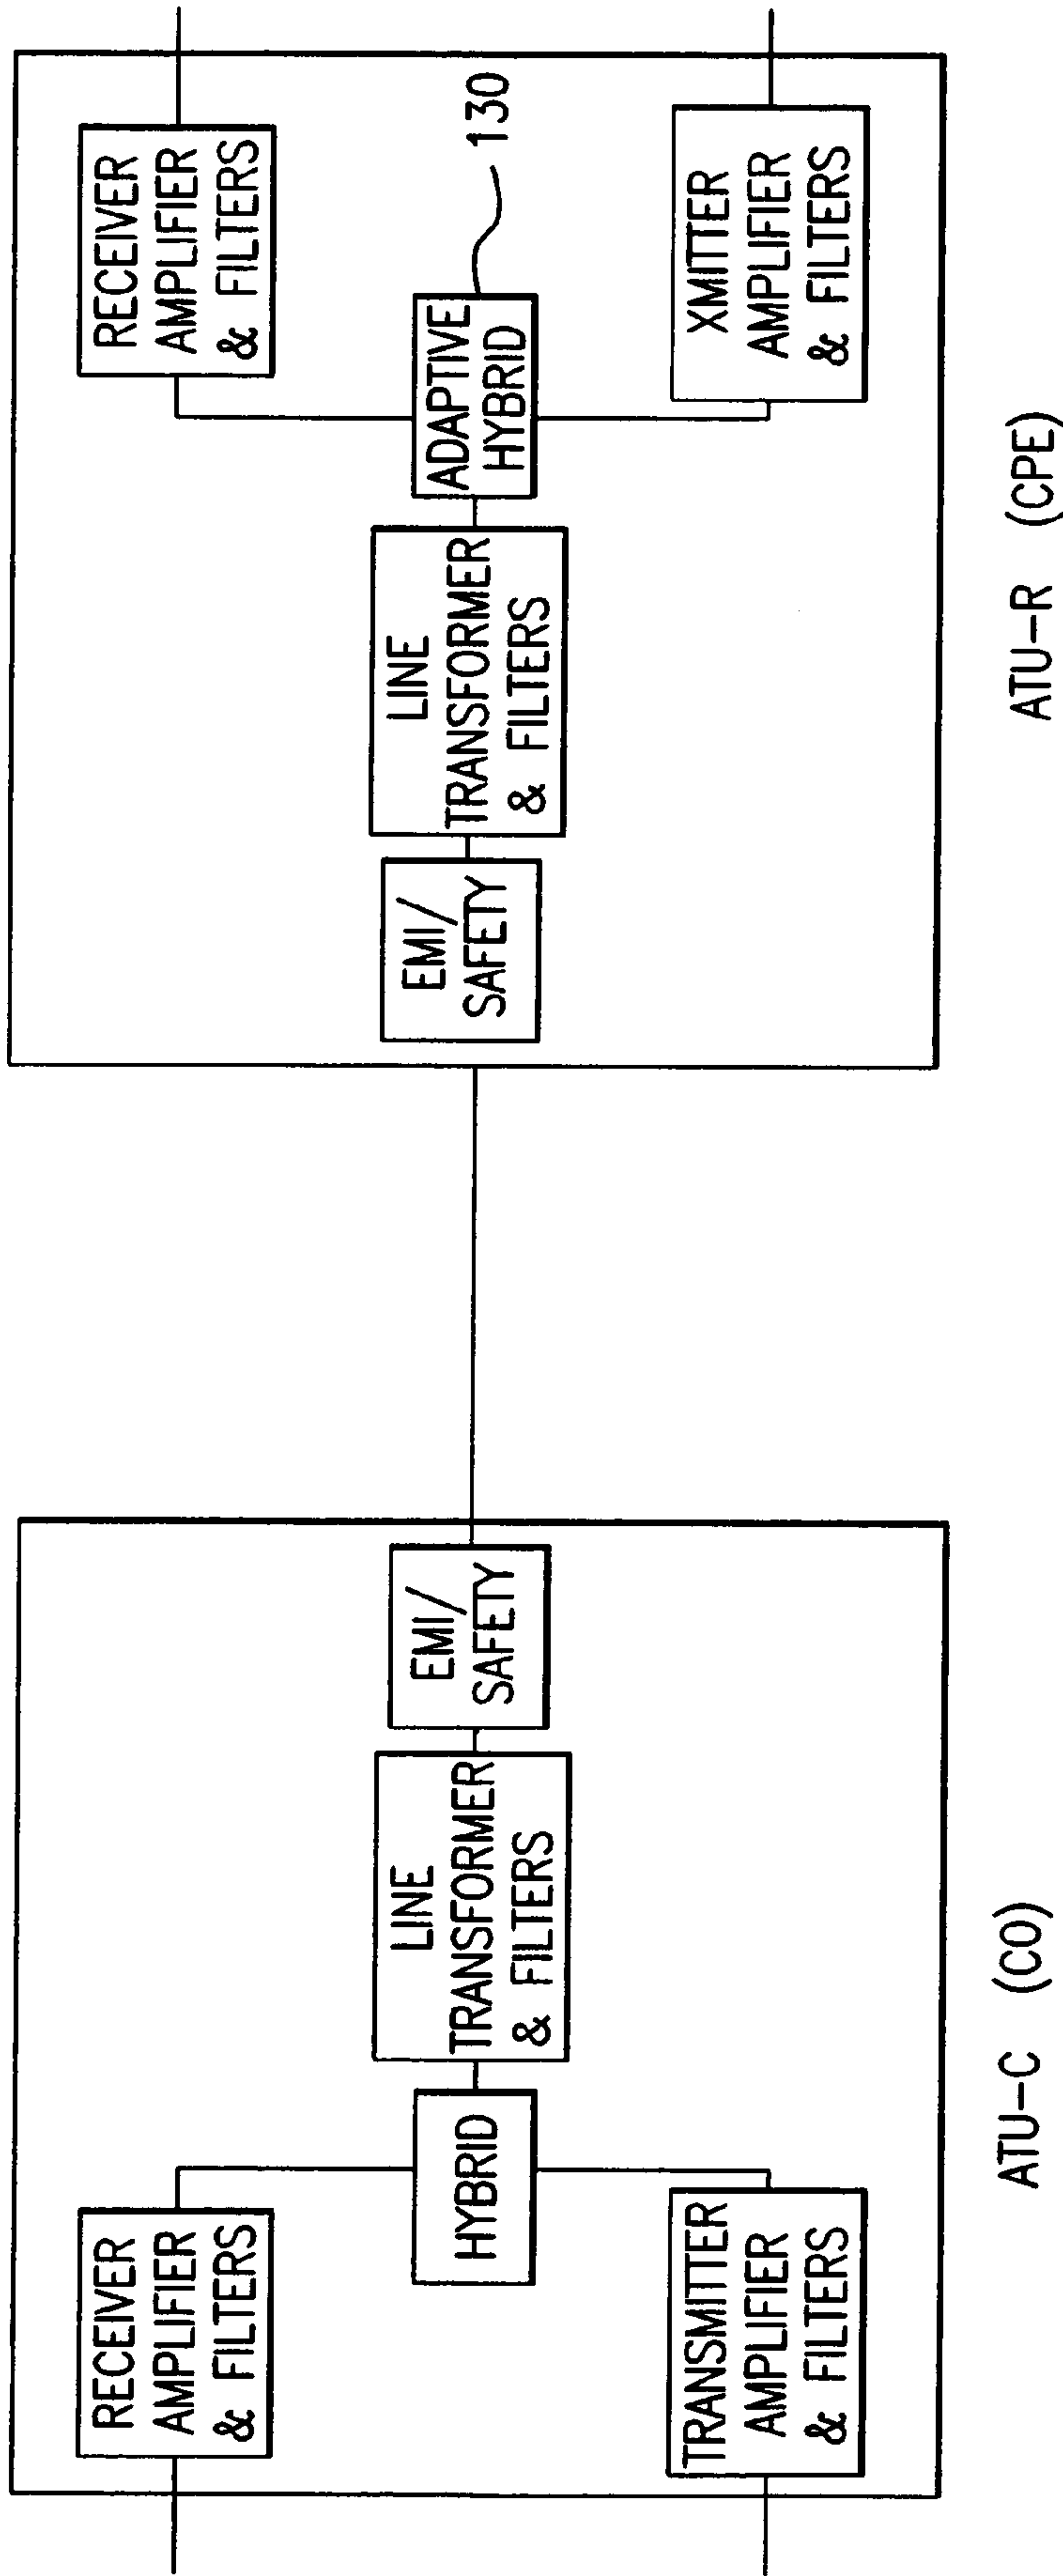 RECEIVER
AMPLIFIER
& FILTERS
TRANSMITTER
AMPLIFIER
& FILTERS
HYBRID
LINE
TRANSFORMER
& FILTERS
EMI/
SAFETY
ATU-C (CO)
EMI/
SAFETY
LINE
TRANSFORMER
& FILTERS
ADAPTIVE
HYBRID
130
RECEIVER
AMPLIFIER
& FILTERS
XMITTER
AMPLIFIER
& FILTERS
ATU-R (CPE)